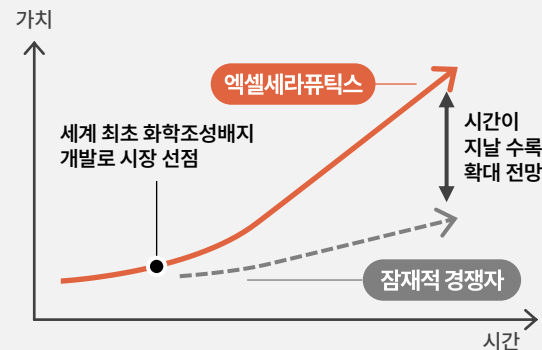 가치
엑셀세라퓨틱스
세계 최초 화학조성배지
개발로 시장 선점
시간이
지날 수록
확대 전망
잠재적 경쟁자
시간